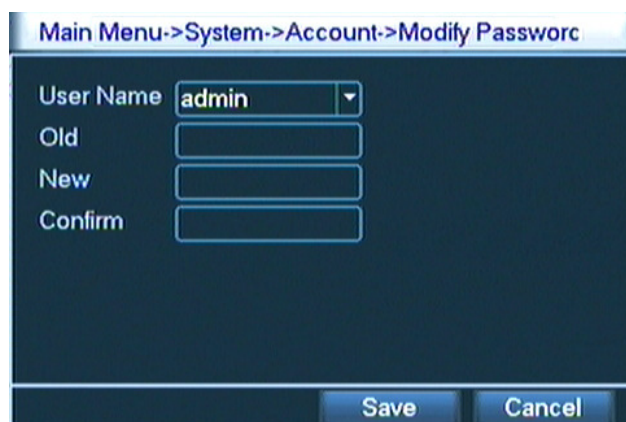 Main Menu->System->Account->Modify Passworc
User Name admin
Old
New
Confirm
Save Cancel